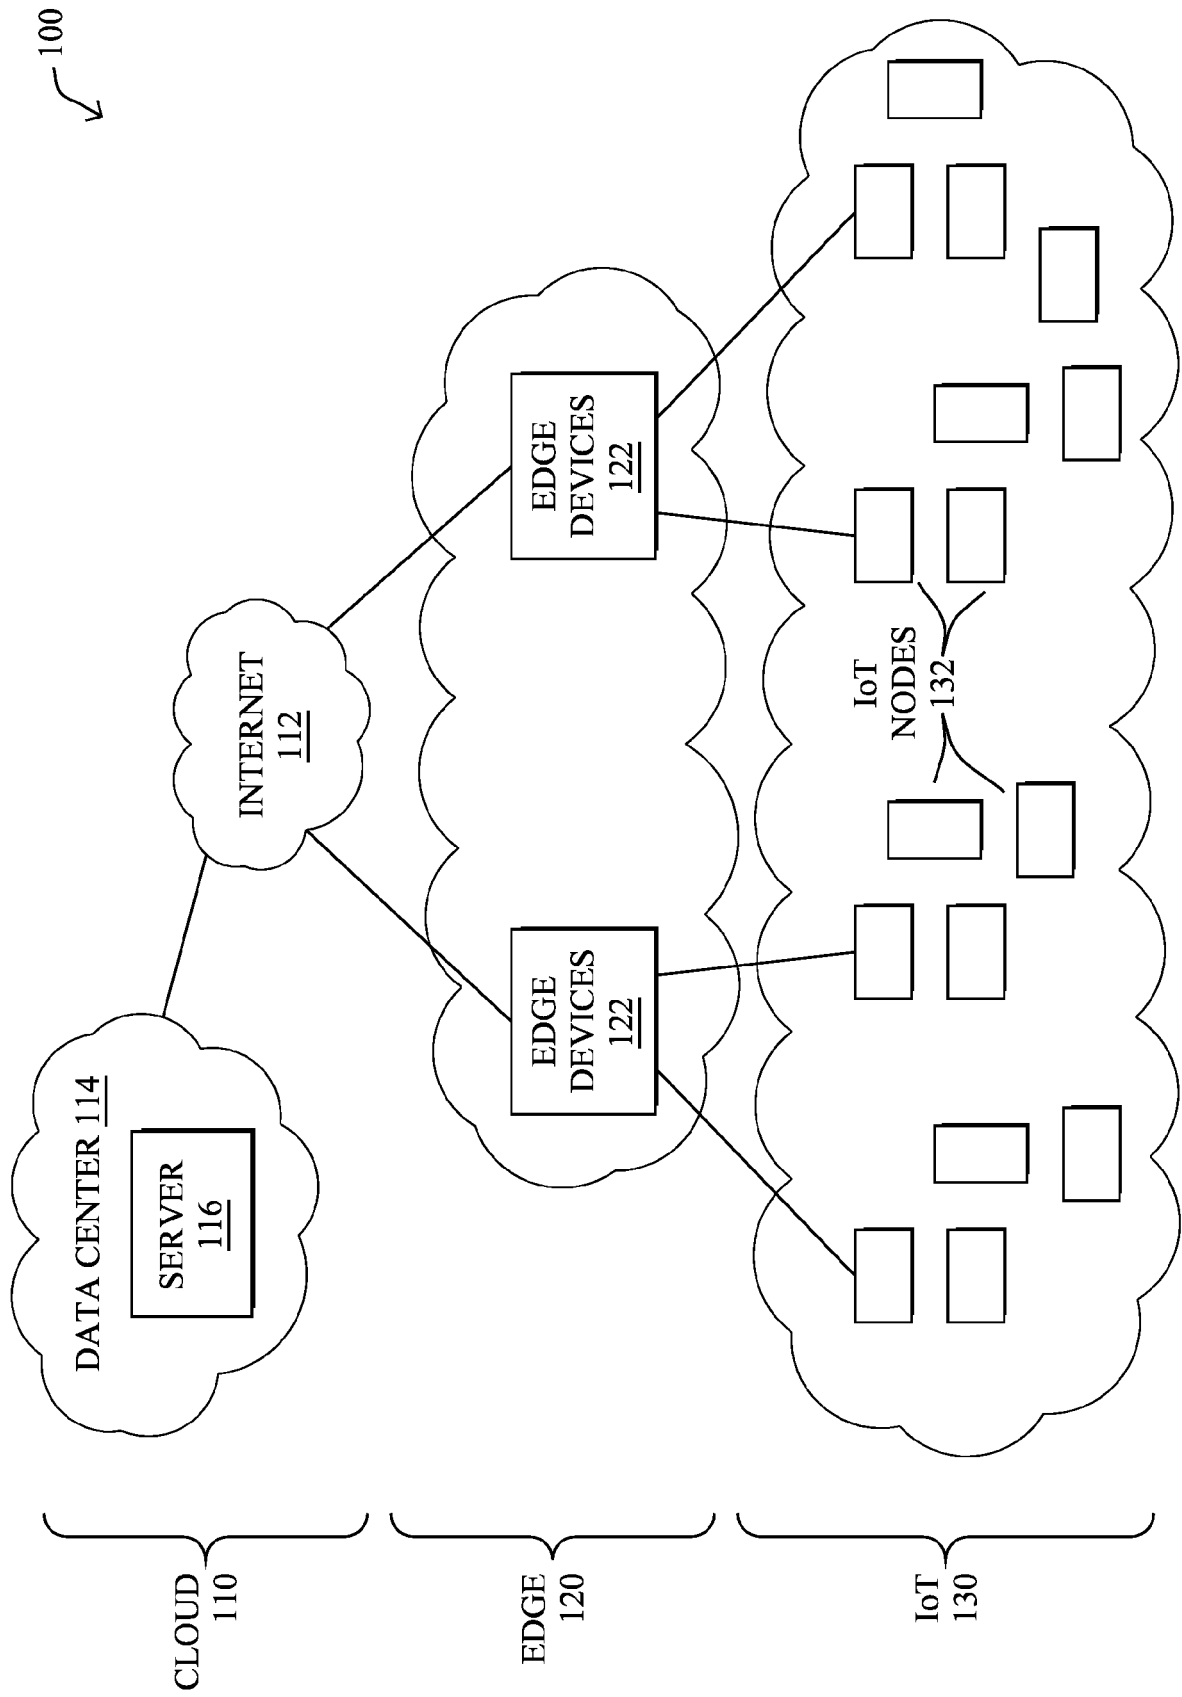 100
CLOUD
110
DATA CENTER 114
SERVER
116
INTERNET
112
EDGE
120
EDGE
DEVICES
122
EDGE
DEVICES
122
IoT
130
IoT
NODES
132